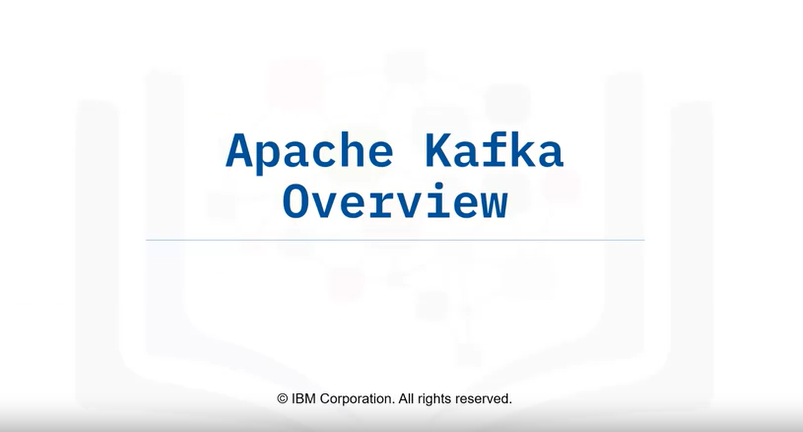 Apache Kafka
Overview
© IBM Corporation. All rights reserved.